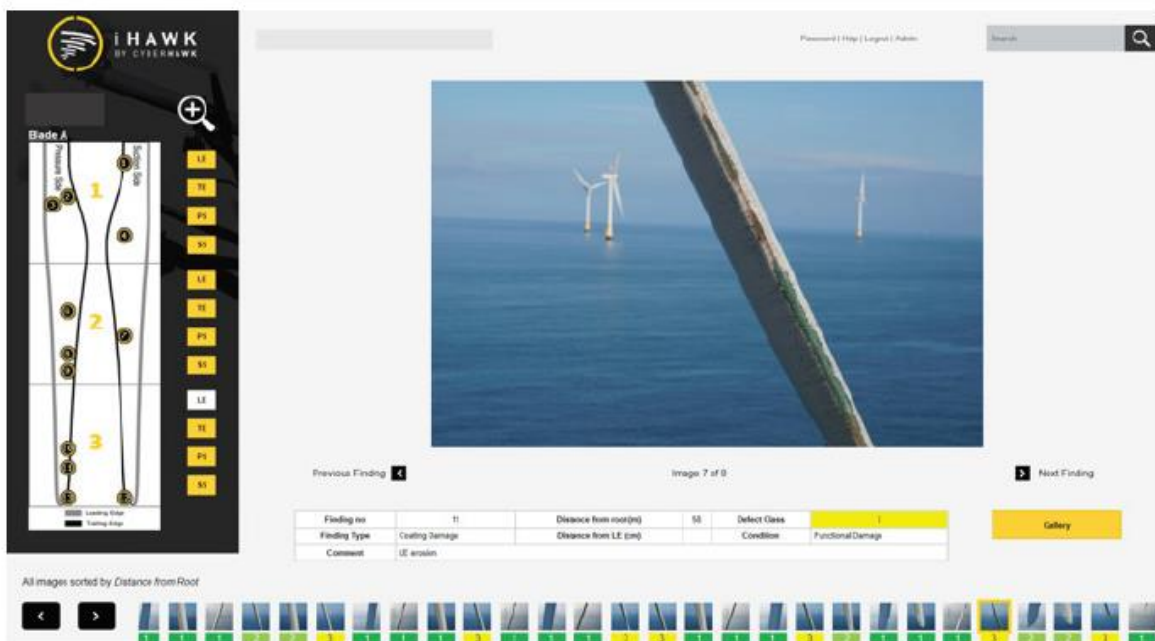 iHAWK
BY CYBERHAWK
Password | Help | Logout | Admin
Search
Blade A
Pressure Side
Suction Side
1
2
3
LE
TE
PS
SS
LE
TE
PS
SS
LE
TE
PS
SS
Leading Edge
Trailing Edge
Previous Finding
Image 7 of 9
Next Finding
Finding no 11 Distance from root(m) 58 Defect Class
Finding Type Coating Damage Distance from LE (cm) Condition Functional Damage
Comment LE erosion
Gallery
All images sorted by Distance from Root